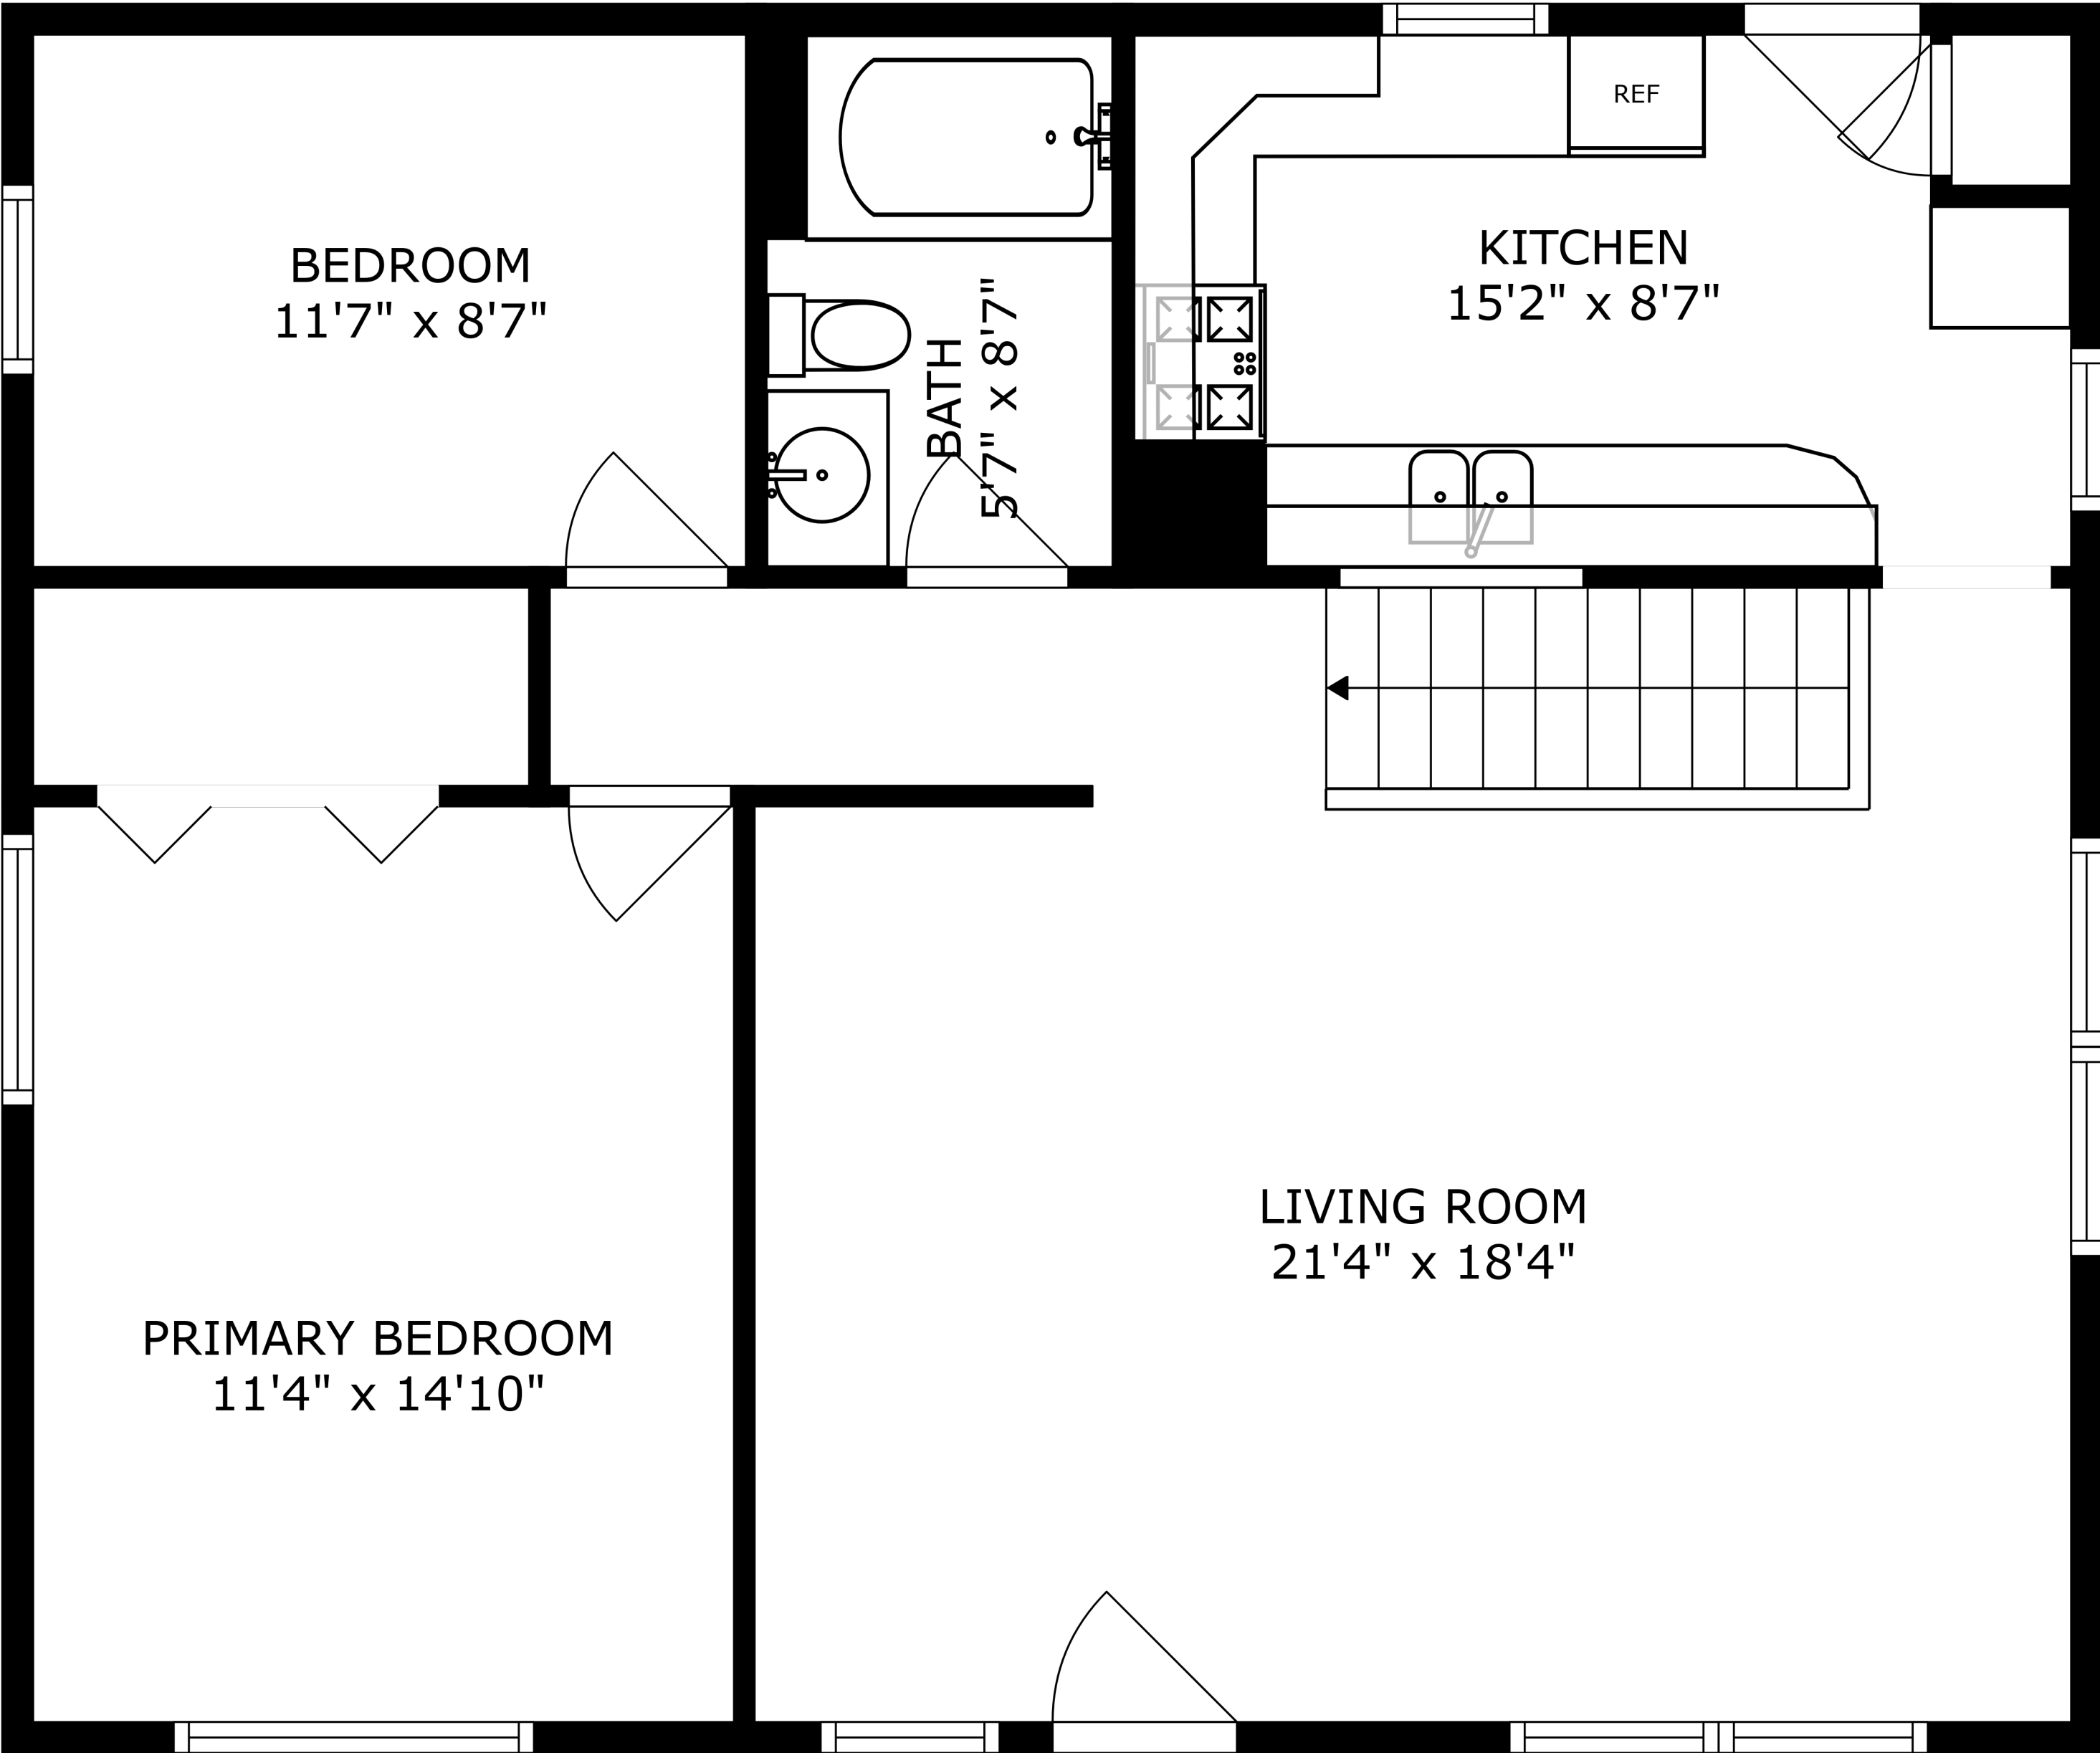 REF
KITCHEN
15'2" x 8'7"
BEDROOM
11'7" x 8'7"
BATH
5'7" x 8'7"
LIVING ROOM
21'4" x 18'4"
PRIMARY BEDROOM
11'4" x 14'10"